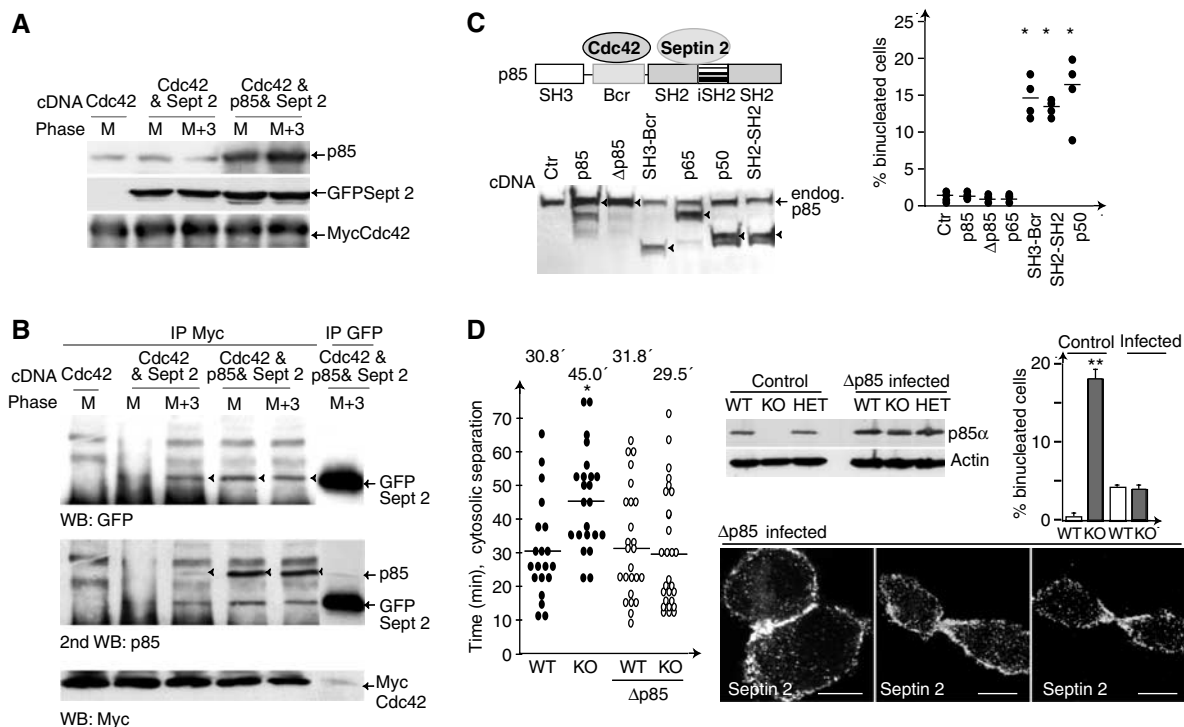 A
cDNA Cdc42
Cdc42 & Sept 2
Cdc42 & p85& Sept 2
Phase M M M+3 M M+3
p85
GFPSept 2
MycCdc42
B
IP Myc IP GFP
cDNA Cdc42
Cdc42 & Sept 2
Cdc42 & p85& Sept 2
Cdc42 & p85& Sept 2
Phase M M M+3 M M+3 M+3
GFP
Sept 2
WB: GFP
p85
GFP
Sept 2
2nd WB: p85
Myc
Cdc42
WB: Myc
C
Cdc42 Septin 2
p85
SH3 Bcr SH2 iSH2 SH2
cDNA Ctr p85 Δp85 SH3-Bcr p65 p50 SH2-SH2
endog.
p85
% binucleated cells
25
20
15
10
5
0
* * *
Ctr p85 Δp85 p65 SH3-Bcr SH2-SH2 p50
D
30.8´ 45.0´ 31.8´ 29.5´
*
Time (min), cytosolic separation
80
70
60
50
40
30
20
10
0
WT KO WT KO
Δp85
Control Δp85 infected
WT KO HET WT KO HET
p85α
Actin
Control Infected
% binucleated cells
20
10
0
**
WT KO WT KO
Δp85 infected
Septin 2
Septin 2
Septin 2